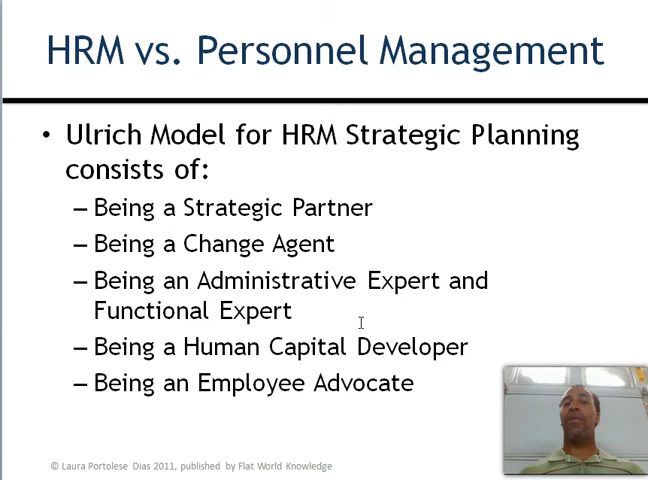 HRM vs. Personnel Management
• Ulrich Model for HRM Strategic Planning
consists of:
– Being a Strategic Partner
– Being a Change Agent
– Being an Administrative Expert and
Functional Expert
– Being a Human Capital Developer
– Being an Employee Advocate
© Laura Portolese Dias 2011, published by Flat World Knowledge